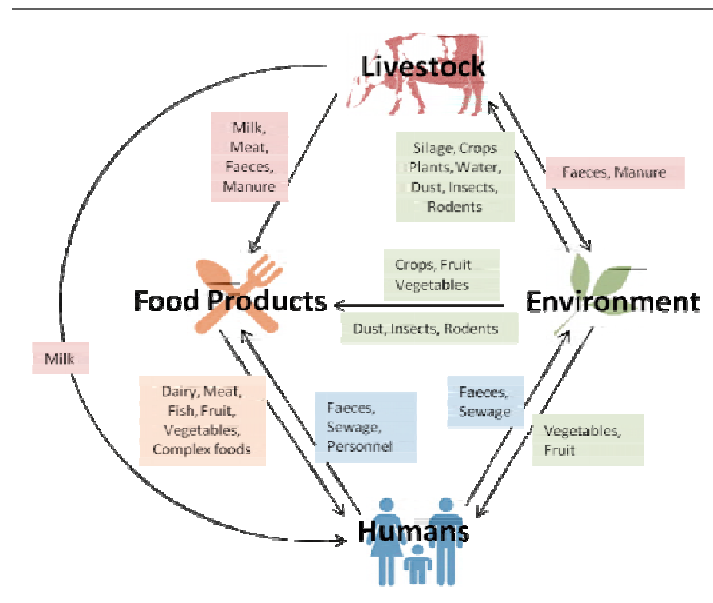 Livestock
Milk,
Meat,
Faeces,
Manure
Silage, Crops
Plants, Water,
Dust, Insects,
Rodents
Faeces, Manure
Food Products
Crops, Fruit
Vegetables
Dust, Insects, Rodents
Environment
Milk
Dairy, Meat,
Fish, Fruit,
Vegetables,
Complex foods
Faeces,
Sewage,
Personnel
Faeces,
Sewage
Vegetables,
Fruit
Humans